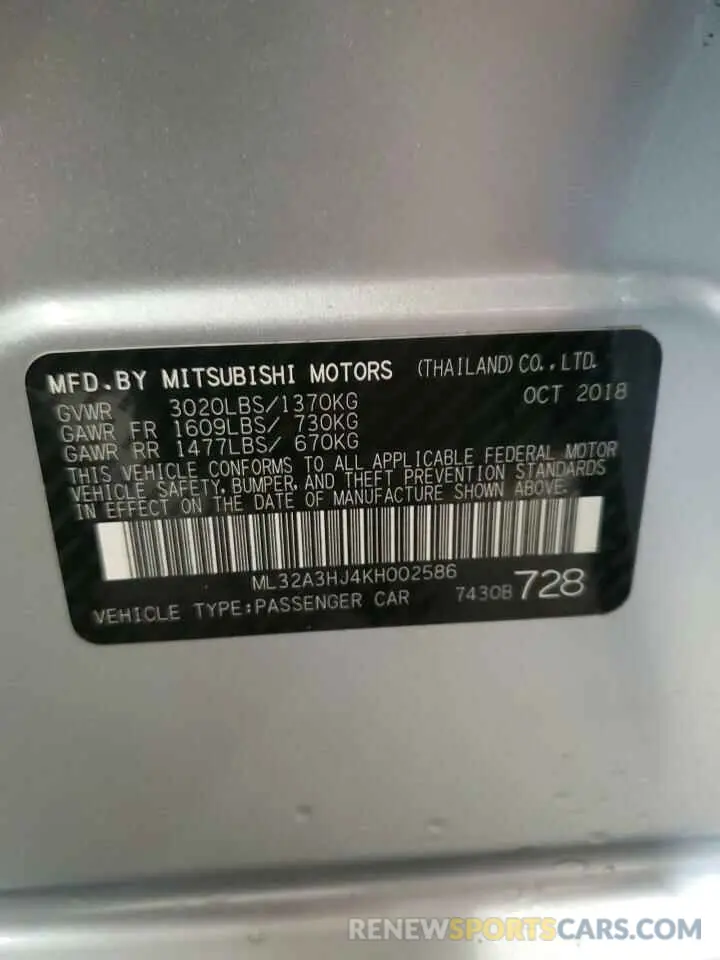 MFD.BY MITSUBISHI MOTORS (THAILAND) CO., LTD.
GVWR 3020LBS/1370KG OCT 2018
GAWR FR 1609LBS/ 730KG
GAWR RR 1477LBS/ 670KG
THIS VEHICLE CONFORMS TO ALL APPLICABLE FEDERAL MOTOR
VEHICLE SAFETY, BUMPER, AND THEFT PREVENTION STANDARDS
IN EFFECT ON THE DATE OF MANUFACTURE SHOWN ABOVE.
ML32A3HJ4KH002586
VEHICLE TYPE:PASSENGER CAR 7430B 728
RENEWSPORTSCARS.COM